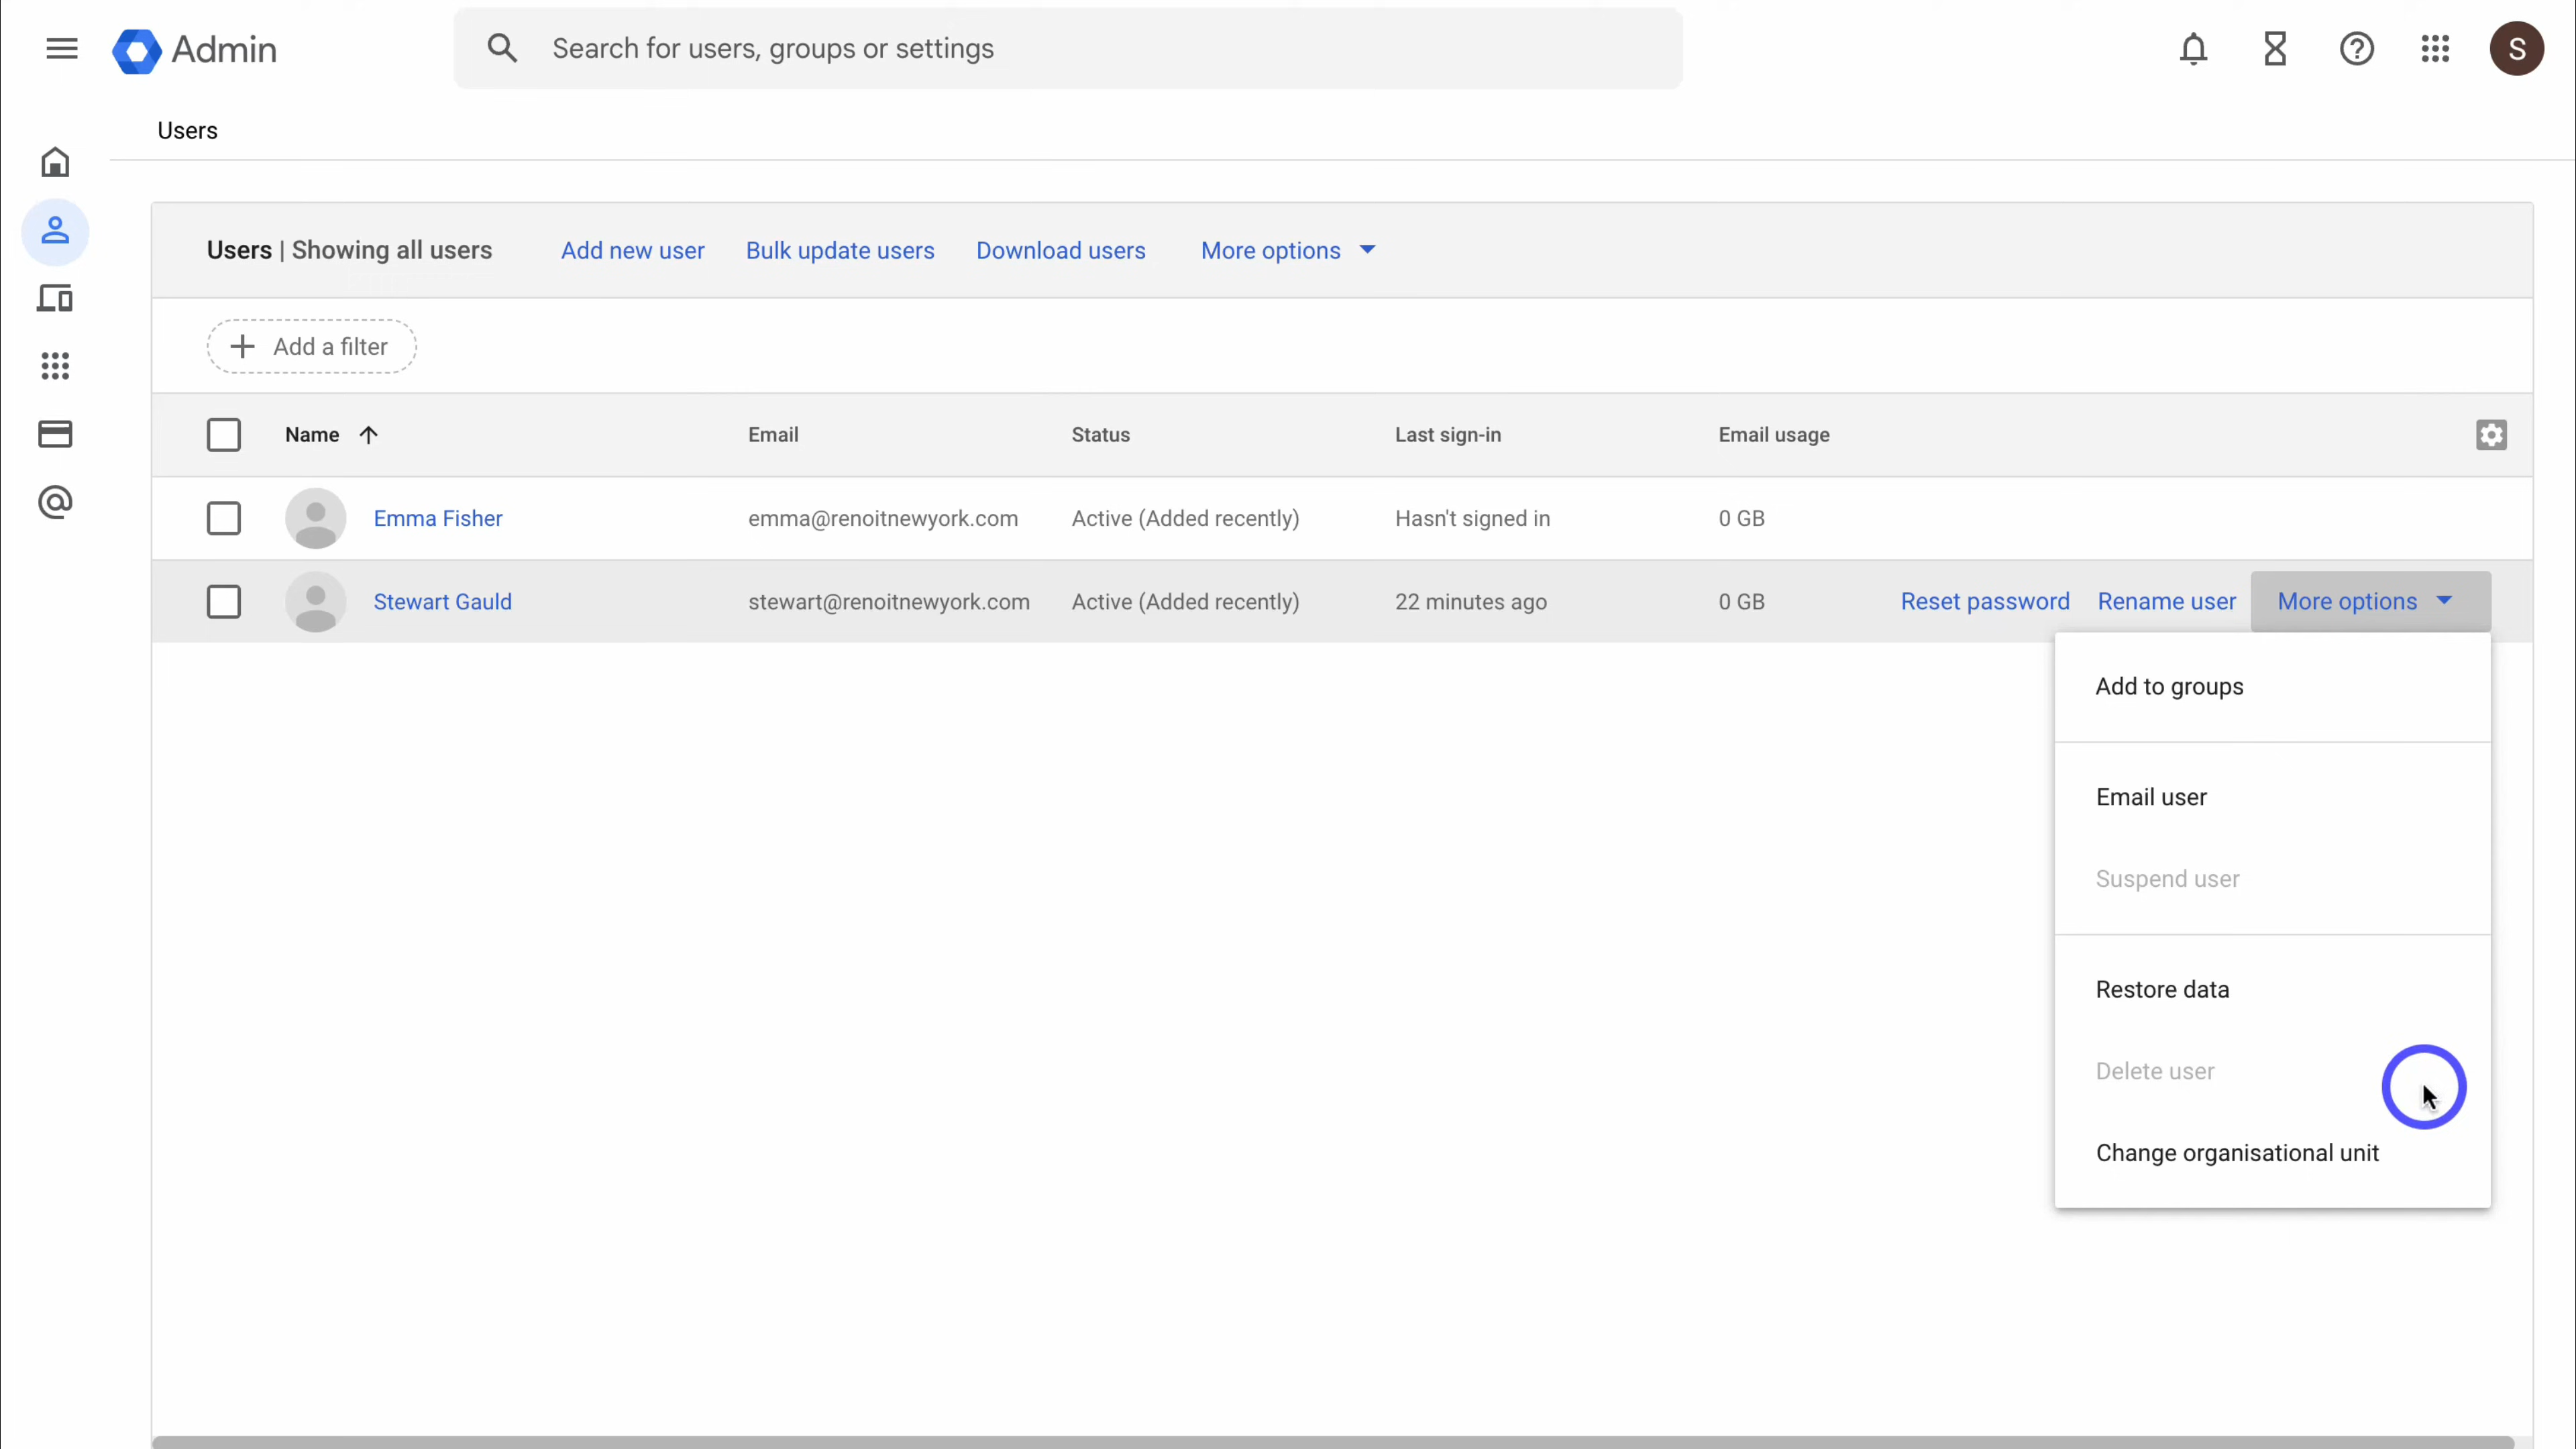 Admin
Search for users, groups or settings
S
Users
Users | Showing all users
Add new user
Bulk update users
Download users
More options
Add a filter
Name
Email
Status
Last sign-in
Email usage
Emma Fisher
emma@renoitnewyork.com
Active (Added recently)
Hasn't signed in
0 GB
Stewart Gauld
stewart@renoitnewyork.com
Active (Added recently)
22 minutes ago
0 GB
Reset password
Rename user
More options
Add to groups
Email user
Suspend user
Restore data
Delete user
Change organisational unit